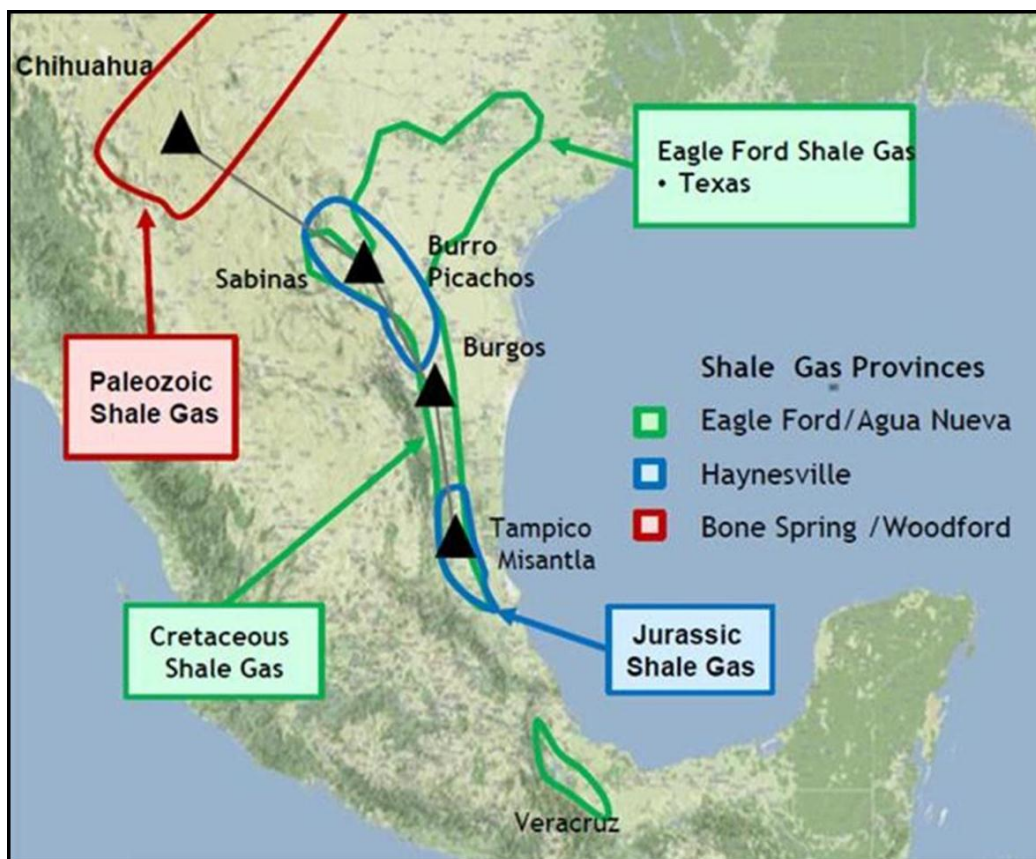 Chihuahua
Eagle Ford Shale Gas
• Texas
Burro
Picachos
Sabinas
Burgos
Paleozoic
Shale Gas
Shale Gas Provinces
Eagle Ford/Agua Nueva
Haynesville
Bone Spring /Woodford
Tampico
Misantla
Cretaceous
Shale Gas
Jurassic
Shale Gas
Veracruz